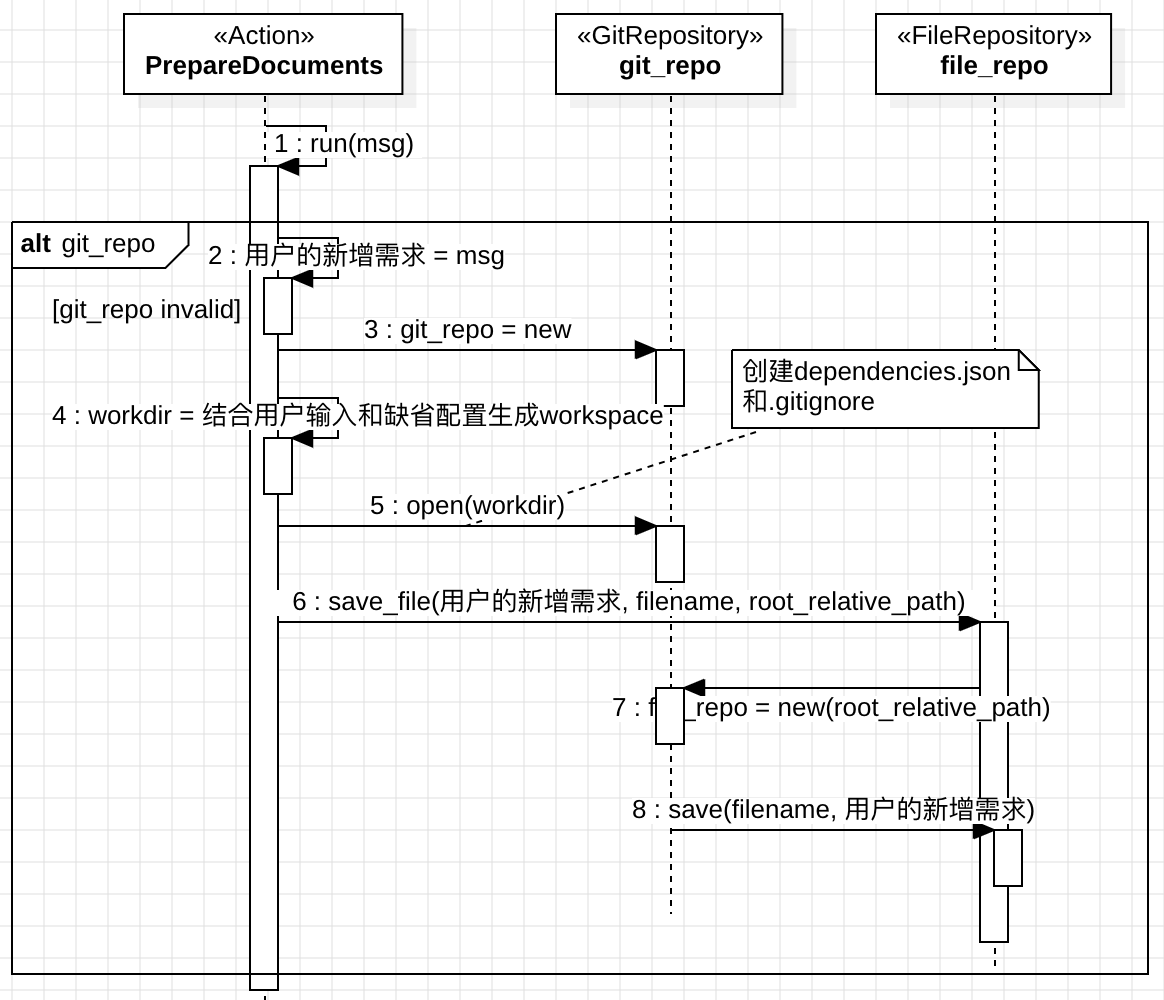 «Action»
PrepareDocuments
«GitRepository»
git_repo
«FileRepository»
file_repo
1 : run(msg)
alt git_repo
2 : 用户的新增需求 = msg
[git_repo invalid]
3 : git_repo = new
创建dependencies.json
和.gitignore
4 : workdir = 结合用户输入和缺省配置生成workspace
5 : open(workdir)
6 : save_file(用户的新增需求, filename, root_relative_path)
7 : f _repo = new(root_relative_path)
8 : save(filename, 用户的新增需求)